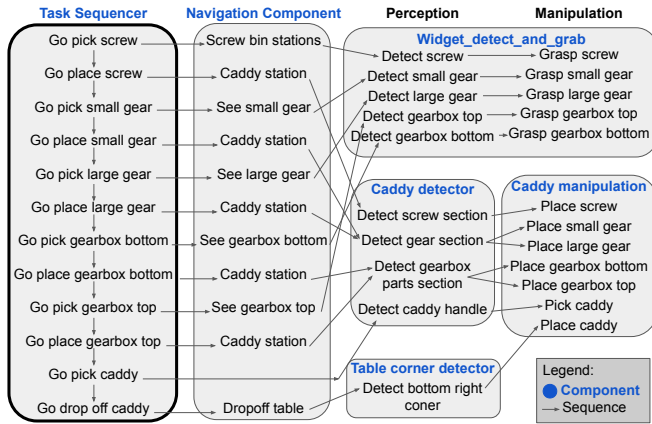 Task Sequencer
Go pick screw
Go place screw
Go pick small gear
Go place small gear
Go pick large gear
Go place large gear
Go pick gearbox bottom
Go place gearbox bottom
Go pick gearbox top
Go place gearbox top
Go pick caddy
Go drop off caddy
Navigation Component
Screw bin stations
Caddy station
See small gear
Caddy station
See large gear
Caddy station
See gearbox bottom
Caddy station
See gearbox top
Caddy station
Dropoff table
Perception
Manipulation
Widget_detect_and_grab
Detect screw
Detect small gear
Detect large gear
Detect gearbox top
Detect gearbox bottom
Grasp screw
Grasp small gear
Grasp large gear
Grasp gearbox top
Grasp gearbox bottom
Caddy detector
Detect screw section
Detect gear section
Detect gearbox
parts section
Detect caddy handle
Caddy manipulation
Place screw
Place small gear
Place large gear
Place gearbox bottom
Place gearbox top
Pick caddy
Place caddy
Table corner detector
Detect bottom right
coner
Legend:
Component
Sequence